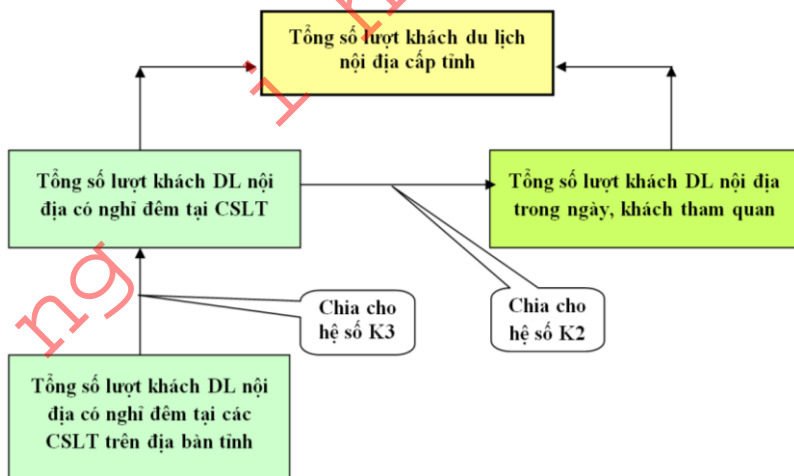 Tổng số lượt khách du lịch
nội địa cấp tỉnh
Tổng số lượt khách DL nội
địa có nghỉ đêm tại CSLT
Tổng số lượt khách DL nội địa
trong ngày, khách tham quan
Chia cho
hệ số K3
Chia cho
hệ số K2
Tổng số lượt khách DL nội
địa có nghỉ đêm tại các
CSLT trên địa bàn tỉnh
ng